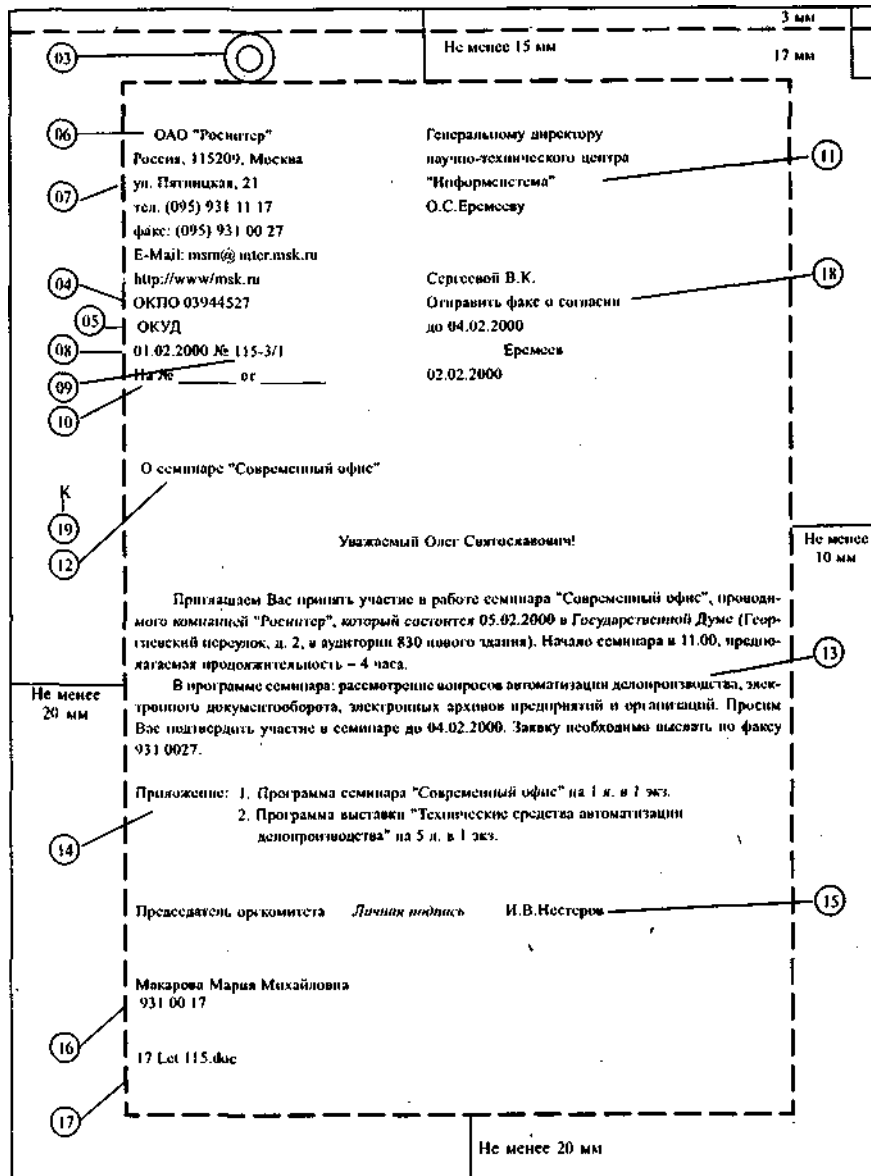 3 мм
Не менее 15 мм
17 мм
03
06
ОАО "Росинтер"
Россия, 115209, Москва
07
ул. Пятницкая, 21
тел. (095) 931 11 17
факс: (095) 931 00 27
E-Mail: msm@inter.msk.ru
04
http://www/msk.ru
ОКПО 03944527
05
ОКУД
08
01.02.2000 № 115-3/1
09
На № ______ от ______
10
Генеральному директору
научно-технического центра
11
"Информсистема"
О.С.Еремееву
Сергеевой В.К.
18
Отправить факс о согласии
до 04.02.2000
Еремеев
02.02.2000
О семинаре "Современный офис"
К
19
12
Уважаемый Олег Святославович!
Не менее
10 мм
Приглашаем Вас принять участие в работе семинара "Современный офис", проводи-
мого компанией "Росинтер", который состоится 05.02.2000 в Государственной Думе (Геор-
гиевский переулок, д. 2, в аудитории 830 нового здания). Начало семинара в 11.00, предпо-
лагаемая продолжительность – 4 часа.
13
Не менее
20 мм
В программе семинара: рассмотрение вопросов автоматизации делопроизводства, элек-
тронного документооборота, электронных архивов предприятий и организаций. Просим
Вас подтвердить участие в семинаре до 04.02.2000. Заявку необходимо выслать по факсу
931 0027.
Приложение: 1. Программа семинара "Современный офис" на 1 л. в 1 экз.
2. Программа выставки "Технические средства автоматизации
делопроизводства" на 5 л. в 1 экз.
14
Председатель оргкомитета Личная подпись И.В.Нестеров
15
Макарова Мария Михайловна
931 00 17
16
17 Let 115.doc
17
Не менее 20 мм